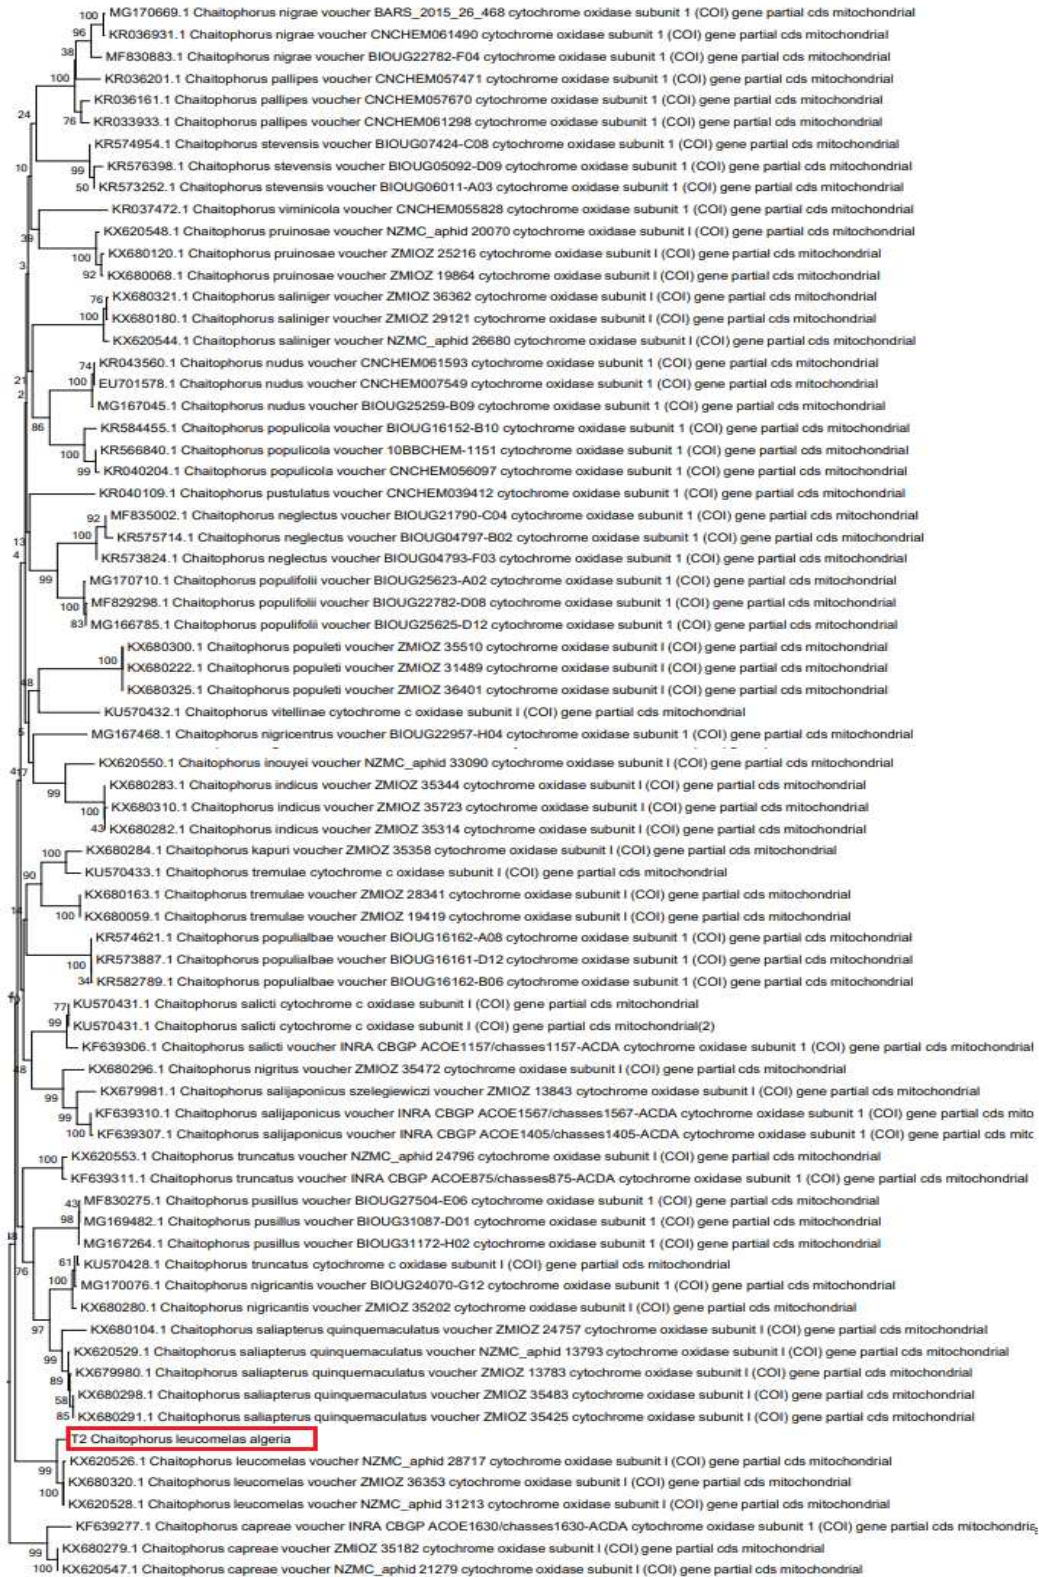 MG170669.1 Chaitophorus nigrae voucher BARS_2015_26_468 cytochrome oxidase subunit 1 (COI) gene partial cds mitochondrial
100
96 KR036931.1 Chaitophorus nigrae voucher CNCHEM061490 cytochrome oxidase subunit 1 (COI) gene partial cds mitochondrial
38 MF830883.1 Chaitophorus nigrae voucher BIOUG22782-F04 cytochrome oxidase subunit 1 (COI) gene partial cds mitochondrial
100 KR036201.1 Chaitophorus pallipes voucher CNCHEM057471 cytochrome oxidase subunit 1 (COI) gene partial cds mitochondrial
KR036161.1 Chaitophorus pallipes voucher CNCHEM057670 cytochrome oxidase subunit 1 (COI) gene partial cds mitochondrial
24
76 KR033933.1 Chaitophorus pallipes voucher CNCHEM061298 cytochrome oxidase subunit 1 (COI) gene partial cds mitochondrial
KR574954.1 Chaitophorus stevensis voucher BIOUG07424-C08 cytochrome oxidase subunit 1 (COI) gene partial cds mitochondrial
10 99 KR576398.1 Chaitophorus stevensis voucher BIOUG05092-D09 cytochrome oxidase subunit 1 (COI) gene partial cds mitochondrial
50 KR573252.1 Chaitophorus stevensis voucher BIOUG06011-A03 cytochrome oxidase subunit 1 (COI) gene partial cds mitochondrial
KR037472.1 Chaitophorus viminicola voucher CNCHEM055828 cytochrome oxidase subunit 1 (COI) gene partial cds mitochondrial
39 KX620548.1 Chaitophorus pruinosae voucher NZMC_aphid 20070 cytochrome oxidase subunit I (COI) gene partial cds mitochondrial
100 KX680120.1 Chaitophorus pruinosae voucher ZMIOZ 25216 cytochrome oxidase subunit I (COI) gene partial cds mitochondrial
3 92 KX680068.1 Chaitophorus pruinosae voucher ZMIOZ 19864 cytochrome oxidase subunit I (COI) gene partial cds mitochondrial
76 KX680321.1 Chaitophorus saliniger voucher ZMIOZ 36362 cytochrome oxidase subunit I (COI) gene partial cds mitochondrial
100 KX680180.1 Chaitophorus saliniger voucher ZMIOZ 29121 cytochrome oxidase subunit I (COI) gene partial cds mitochondrial
KX620544.1 Chaitophorus saliniger voucher NZMC_aphid 26680 cytochrome oxidase subunit I (COI) gene partial cds mitochondrial
74 KR043560.1 Chaitophorus nudus voucher CNCHEM061593 cytochrome oxidase subunit 1 (COI) gene partial cds mitochondrial
21 100 EU701578.1 Chaitophorus nudus voucher CNCHEM007549 cytochrome oxidase subunit 1 (COI) gene partial cds mitochondrial
2 MG167045.1 Chaitophorus nudus voucher BIOUG25259-B09 cytochrome oxidase subunit 1 (COI) gene partial cds mitochondrial
86 KR584455.1 Chaitophorus populicola voucher BIOUG16152-B10 cytochrome oxidase subunit 1 (COI) gene partial cds mitochondrial
100 KR566840.1 Chaitophorus populicola voucher 10BBCHEM-1151 cytochrome oxidase subunit 1 (COI) gene partial cds mitochondrial
99 KR040204.1 Chaitophorus populicola voucher CNCHEM056097 cytochrome oxidase subunit 1 (COI) gene partial cds mitochondrial
KR040109.1 Chaitophorus pustulatus voucher CNCHEM039412 cytochrome oxidase subunit 1 (COI) gene partial cds mitochondrial
92 MF835002.1 Chaitophorus neglectus voucher BIOUG21790-C04 cytochrome oxidase subunit 1 (COI) gene partial cds mitochondrial
13 100 KR575714.1 Chaitophorus neglectus voucher BIOUG04797-B02 cytochrome oxidase subunit 1 (COI) gene partial cds mitochondrial
4 KR573824.1 Chaitophorus neglectus voucher BIOUG04793-F03 cytochrome oxidase subunit 1 (COI) gene partial cds mitochondrial
99 MG170710.1 Chaitophorus populifolii voucher BIOUG25623-A02 cytochrome oxidase subunit 1 (COI) gene partial cds mitochondrial
100 MF829298.1 Chaitophorus populifolii voucher BIOUG22782-D08 cytochrome oxidase subunit 1 (COI) gene partial cds mitochondrial
83 MG166785.1 Chaitophorus populifolii voucher BIOUG25625-D12 cytochrome oxidase subunit 1 (COI) gene partial cds mitochondrial
KX680300.1 Chaitophorus populeti voucher ZMIOZ 35510 cytochrome oxidase subunit I (COI) gene partial cds mitochondrial
100 KX680222.1 Chaitophorus populeti voucher ZMIOZ 31489 cytochrome oxidase subunit I (COI) gene partial cds mitochondrial
48 KX680325.1 Chaitophorus populeti voucher ZMIOZ 36401 cytochrome oxidase subunit I (COI) gene partial cds mitochondrial
KU570432.1 Chaitophorus vitellinae cytochrome c oxidase subunit I (COI) gene partial cds mitochondrial
5 MG167468.1 Chaitophorus nigricentrus voucher BIOUG22957-H04 cytochrome oxidase subunit 1 (COI) gene partial cds mitochondrial
KX620550.1 Chaitophorus inouyei voucher NZMC_aphid 33090 cytochrome oxidase subunit I (COI) gene partial cds mitochondrial
17 99 KX680283.1 Chaitophorus indicus voucher ZMIOZ 35344 cytochrome oxidase subunit I (COI) gene partial cds mitochondrial
100 KX680310.1 Chaitophorus indicus voucher ZMIOZ 35723 cytochrome oxidase subunit I (COI) gene partial cds mitochondrial
43 KX680282.1 Chaitophorus indicus voucher ZMIOZ 35314 cytochrome oxidase subunit I (COI) gene partial cds mitochondrial
100 KX680284.1 Chaitophorus kapuri voucher ZMIOZ 35358 cytochrome oxidase subunit I (COI) gene partial cds mitochondrial
90 KU570433.1 Chaitophorus tremulae cytochrome c oxidase subunit I (COI) gene partial cds mitochondrial
KX680163.1 Chaitophorus tremulae voucher ZMIOZ 28341 cytochrome oxidase subunit I (COI) gene partial cds mitochondrial
14 100 KX680059.1 Chaitophorus tremulae voucher ZMIOZ 19419 cytochrome oxidase subunit I (COI) gene partial cds mitochondrial
KR574621.1 Chaitophorus populialbae voucher BIOUG16162-A08 cytochrome oxidase subunit 1 (COI) gene partial cds mitochondrial
100 KR573887.1 Chaitophorus populialbae voucher BIOUG16161-D12 cytochrome oxidase subunit 1 (COI) gene partial cds mitochondrial
34 KR582789.1 Chaitophorus populialbae voucher BIOUG16162-B06 cytochrome oxidase subunit 1 (COI) gene partial cds mitochondrial
77 KU570431.1 Chaitophorus salicti cytochrome c oxidase subunit I (COI) gene partial cds mitochondrial
99 KU570431.1 Chaitophorus salicti cytochrome c oxidase subunit I (COI) gene partial cds mitochondrial(2)
KF639306.1 Chaitophorus salicti voucher INRA CBGP ACOE1157/chasses1157-ACDA cytochrome oxidase subunit 1 (COI) gene partial cds mitochondrial
48 KX680296.1 Chaitophorus nigritus voucher ZMIOZ 35472 cytochrome oxidase subunit I (COI) gene partial cds mitochondrial
99 KX679981.1 Chaitophorus salijaponicus szelegiewiczi voucher ZMIOZ 13843 cytochrome oxidase subunit I (COI) gene partial cds mitochondrial
99 KF639310.1 Chaitophorus salijaponicus voucher INRA CBGP ACOE1567/chasses1567-ACDA cytochrome oxidase subunit 1 (COI) gene partial cds mito
100 KF639307.1 Chaitophorus salijaponicus voucher INRA CBGP ACOE1405/chasses1405-ACDA cytochrome oxidase subunit 1 (COI) gene partial cds mitc
100 KX620553.1 Chaitophorus truncatus voucher NZMC_aphid 24796 cytochrome oxidase subunit I (COI) gene partial cds mitochondrial
KF639311.1 Chaitophorus truncatus voucher INRA CBGP ACOE875/chasses875-ACDA cytochrome oxidase subunit 1 (COI) gene partial cds mitochondrial
43 MF830275.1 Chaitophorus pusillus voucher BIOUG27504-E06 cytochrome oxidase subunit 1 (COI) gene partial cds mitochondrial
98 MG169482.1 Chaitophorus pusillus voucher BIOUG31087-D01 cytochrome oxidase subunit 1 (COI) gene partial cds mitochondrial
MG167264.1 Chaitophorus pusillus voucher BIOUG31172-H02 cytochrome oxidase subunit 1 (COI) gene partial cds mitochondrial
61 KU570428.1 Chaitophorus truncatus cytochrome c oxidase subunit I (COI) gene partial cds mitochondrial
76 100 MG170076.1 Chaitophorus nigricantis voucher BIOUG24070-G12 cytochrome oxidase subunit 1 (COI) gene partial cds mitochondrial
KX680280.1 Chaitophorus nigricantis voucher ZMIOZ 35202 cytochrome oxidase subunit I (COI) gene partial cds mitochondrial
97 KX680104.1 Chaitophorus saliapterus quinquemaculatus voucher ZMIOZ 24757 cytochrome oxidase subunit I (COI) gene partial cds mitochondrial
99 KX620529.1 Chaitophorus saliapterus quinquemaculatus voucher NZMC_aphid 13793 cytochrome oxidase subunit I (COI) gene partial cds mitochondrial
89 KX679980.1 Chaitophorus saliapterus quinquemaculatus voucher ZMIOZ 13783 cytochrome oxidase subunit I (COI) gene partial cds mitochondrial
58 KX680298.1 Chaitophorus saliapterus quinquemaculatus voucher ZMIOZ 35483 cytochrome oxidase subunit I (COI) gene partial cds mitochondrial
85 KX680291.1 Chaitophorus saliapterus quinquemaculatus voucher ZMIOZ 35425 cytochrome oxidase subunit I (COI) gene partial cds mitochondrial
T2 Chaitophorus leucomelas algeria
99 KX620526.1 Chaitophorus leucomelas voucher NZMC_aphid 28717 cytochrome oxidase subunit I (COI) gene partial cds mitochondrial
KX680320.1 Chaitophorus leucomelas voucher ZMIOZ 36353 cytochrome oxidase subunit I (COI) gene partial cds mitochondrial
100 KX620528.1 Chaitophorus leucomelas voucher NZMC_aphid 31213 cytochrome oxidase subunit I (COI) gene partial cds mitochondrial
KF639277.1 Chaitophorus capreae voucher INRA CBGP ACOE1630/chasses1630-ACDA cytochrome oxidase subunit 1 (COI) gene partial cds mitochondria
99 KX680279.1 Chaitophorus capreae voucher ZMIOZ 35182 cytochrome oxidase subunit I (COI) gene partial cds mitochondrial
100 KX620547.1 Chaitophorus capreae voucher NZMC_aphid 21279 cytochrome oxidase subunit I (COI) gene partial cds mitochondrial